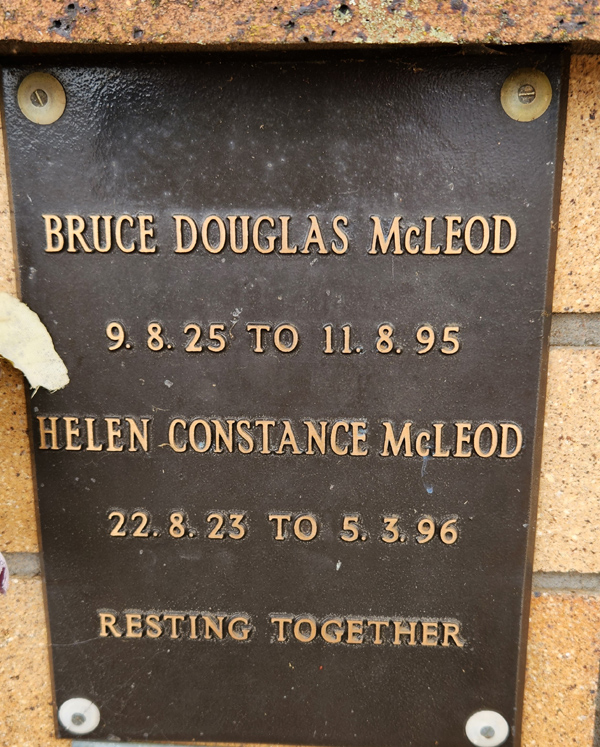 BRUCE DOUGLAS McLEOD
9. 8. 25 TO 11. 8. 95
HELEN CONSTANCE McLEOD
22. 8. 23 TO 5. 3. 96
RESTING TOGETHER